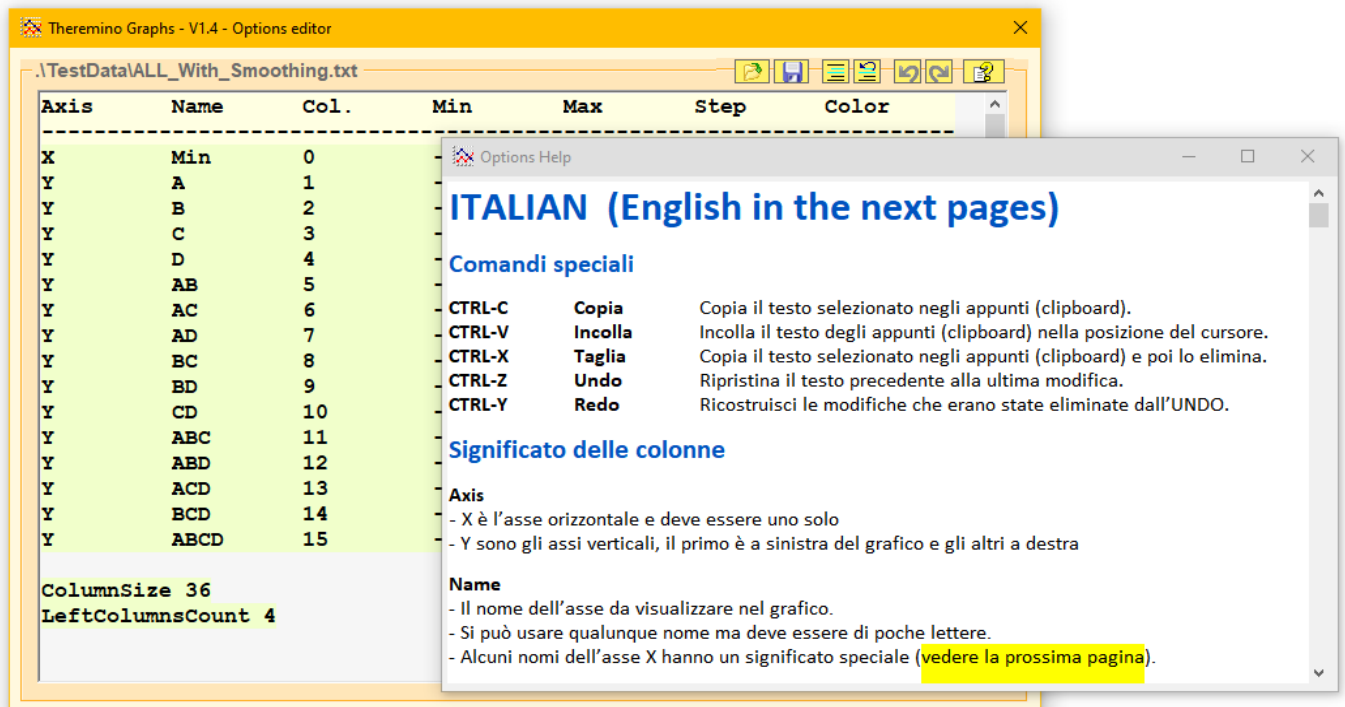 Theremino Graphs - V1.4 - Options editor
.\TestData\ALL_With_Smoothing.txt
Axis Name Col. Min Max Step Color
----------------------------------------------------------------------
X Min 0 -
Y A 1 -
Y B 2 -
Y C 3 -
Y D 4 -
Y AB 5 -
Y AC 6 -
Y AD 7 -
Y BC 8 -
Y BD 9 -
Y CD 10 -
Y ABC 11 -
Y ABD 12 -
Y ACD 13 -
Y BCD 14 -
Y ABCD 15 -
ColumnSize 36
LeftColumnsCount 4
Options Help
ITALIAN (English in the next pages)
Comandi speciali
CTRL-C Copia Copia il testo selezionato negli appunti (clipboard).
CTRL-V Incolla Incolla il testo degli appunti (clipboard) nella posizione del cursore.
CTRL-X Taglia Copia il testo selezionato negli appunti (clipboard) e poi lo elimina.
CTRL-Z Undo Ripristina il testo precedente alla ultima modifica.
CTRL-Y Redo Ricostruisci le modifiche che erano state eliminate dall’UNDO.
Significato delle colonne
Axis
- X è l’asse orizzontale e deve essere uno solo
- Y sono gli assi verticali, il primo è a sinistra del grafico e gli altri a destra
Name
- Il nome dell’asse da visualizzare nel grafico.
- Si può usare qualunque nome ma deve essere di poche lettere.
- Alcuni nomi dell’asse X hanno un significato speciale (vedere la prossima pagina).